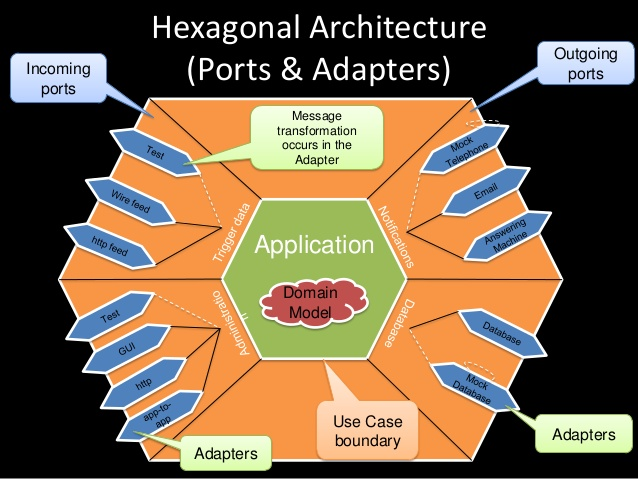 Hexagonal Architecture
(Ports & Adapters)
Incoming
ports
Outgoing
ports
Message
transformation
occurs in the
Adapter
Test
Wire feed
http feed
Trigger data
Mock
Telephone
Email
Answering
Machine
Notifications
Application
Domain
Model
Test
GUI
http
app-to-
app
Administratio
n
Database
Database
Mock
Database
Use Case
boundary
Adapters
Adapters